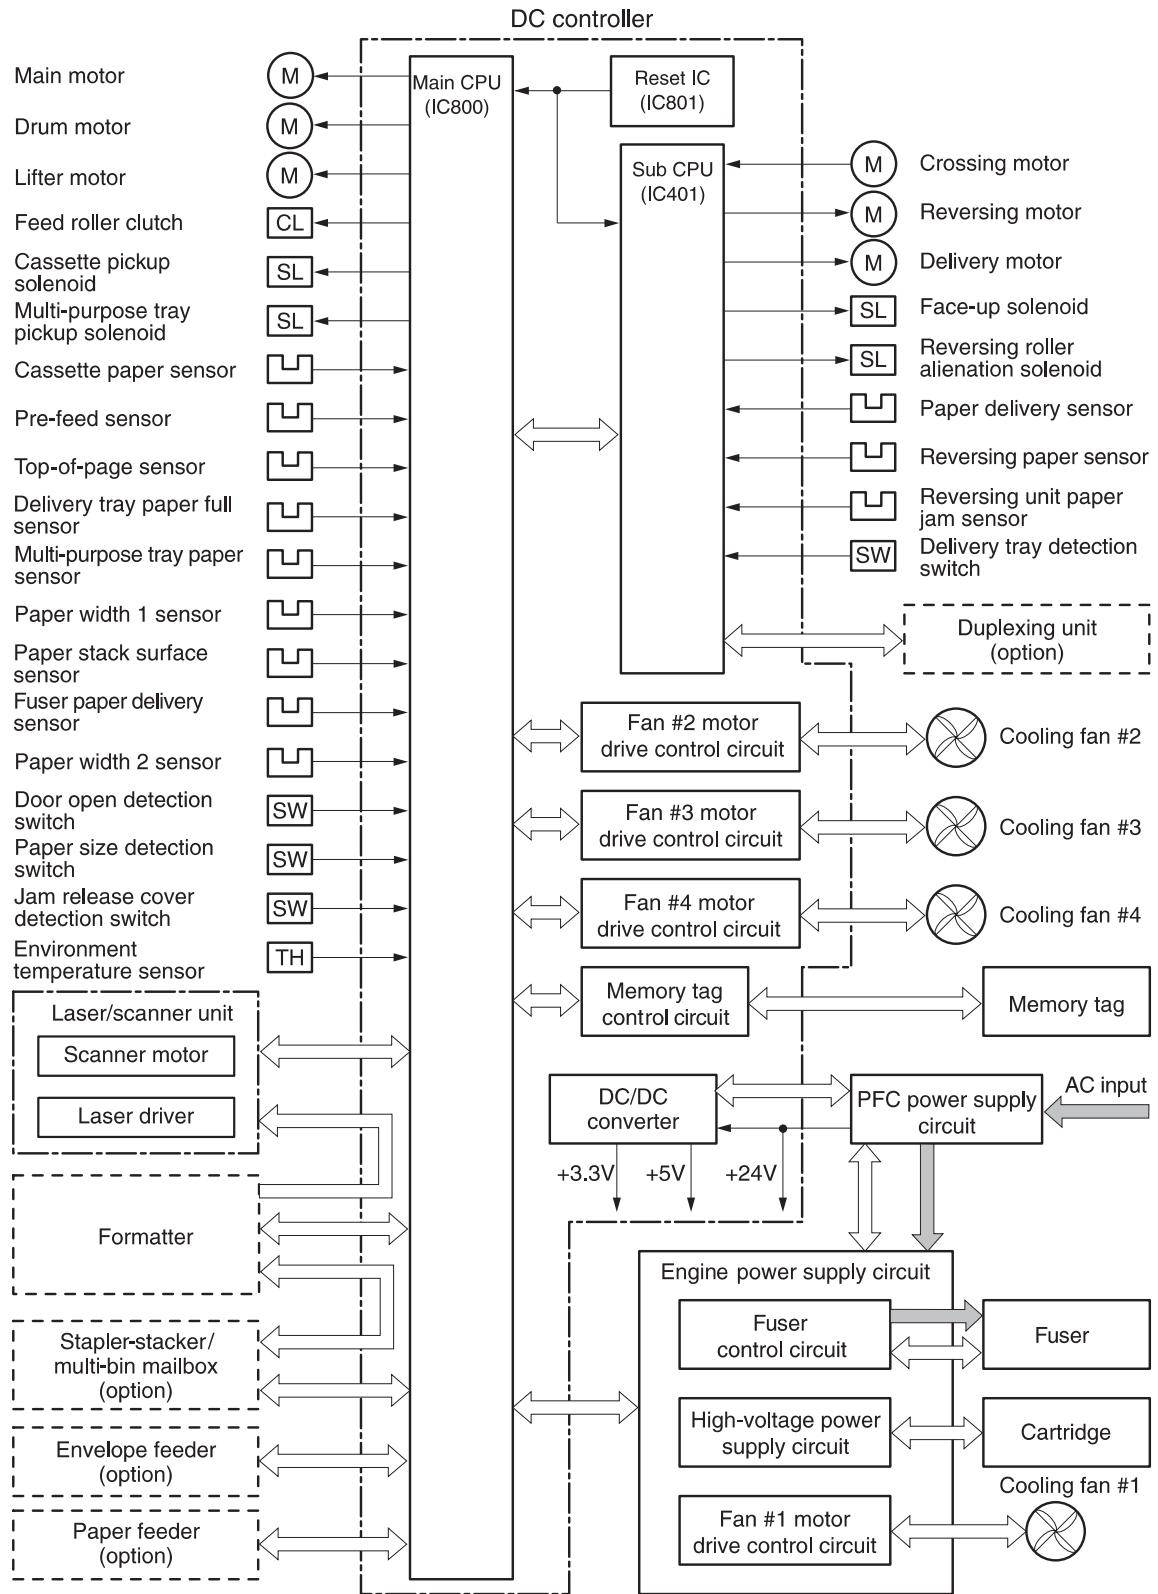 DC controller
Main motor
M
Drum motor
M
Lifter motor
M
Feed roller clutch
CL
Cassette pickup
solenoid
SL
Multi-purpose tray
pickup solenoid
SL
Cassette paper sensor
Pre-feed sensor
Top-of-page sensor
Delivery tray paper full
sensor
Multi-purpose tray paper
sensor
Paper width 1 sensor
Paper stack surface
sensor
Fuser paper delivery
sensor
Paper width 2 sensor
Door open detection
switch
SW
Paper size detection
switch
SW
Jam release cover
detection switch
SW
Environment
temperature sensor
TH
Laser/scanner unit
Scanner motor
Laser driver
Formatter
Stapler-stacker/
multi-bin mailbox
(option)
Envelope feeder
(option)
Paper feeder
(option)
Main CPU
(IC800)
Reset IC
(IC801)
Sub CPU
(IC401)
M
Crossing motor
M
Reversing motor
M
Delivery motor
SL
Face-up solenoid
SL
Reversing roller
alienation solenoid
Paper delivery sensor
Reversing paper sensor
Reversing unit paper
jam sensor
SW
Delivery tray detection
switch
Duplexing unit
(option)
Fan #2 motor
drive control circuit
Cooling fan #2
Fan #3 motor
drive control circuit
Cooling fan #3
Fan #4 motor
drive control circuit
Cooling fan #4
Memory tag
control circuit
Memory tag
DC/DC
converter
PFC power supply
circuit
AC input
+3.3V
+5V
+24V
Engine power supply circuit
Fuser
control circuit
Fuser
High-voltage power
supply circuit
Cartridge
Cooling fan #1
Fan #1 motor
drive control circuit